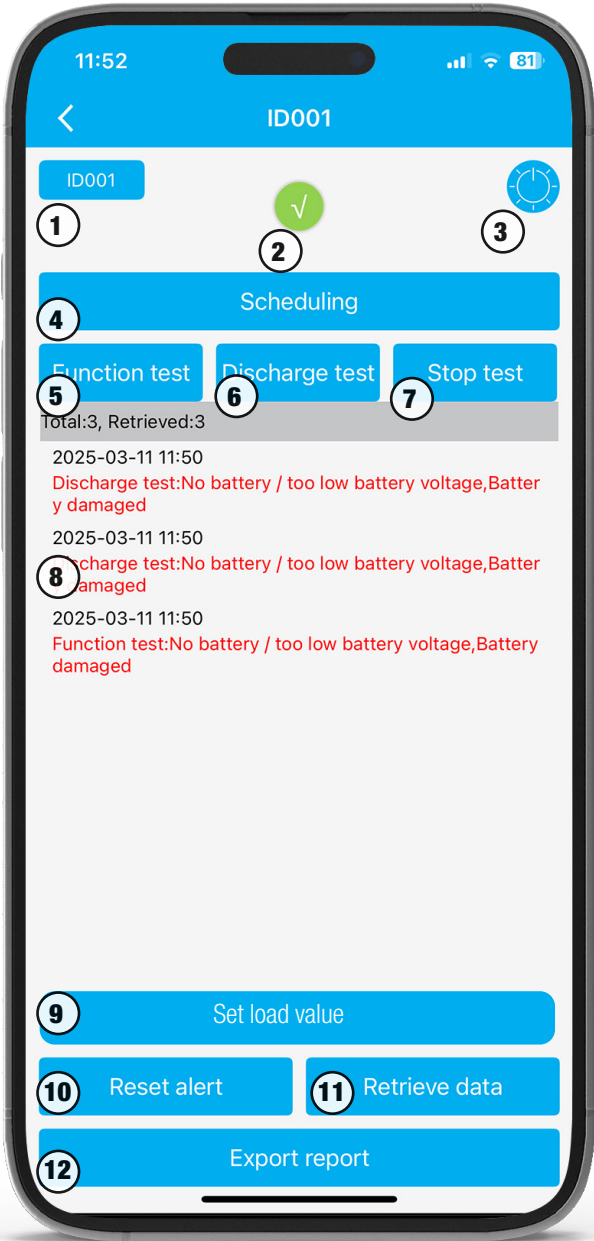 11:52
81
ID001
ID001
1
√
2
3
Scheduling
4
Function test
Discharge test
Stop test
5
6
7
Total:3, Retrieved:3
2025-03-11 11:50
Discharge test:No battery / too low battery voltage,Batter
y damaged
2025-03-11 11:50
Discharge test:No battery / too low battery voltage,Batter
8
y damaged
2025-03-11 11:50
Function test:No battery / too low battery voltage,Battery
damaged
9
Set load value
10
Reset alert
11
Retrieve data
Export report
12